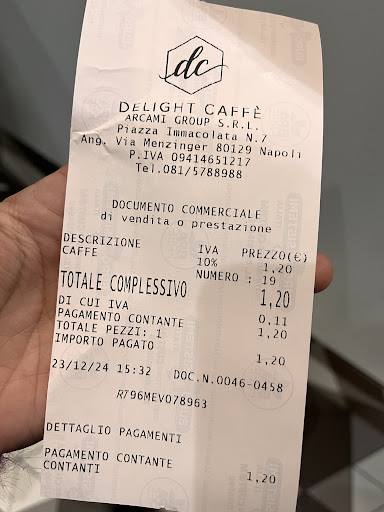 dc
DELIGHT CAFFÈ
ARCAMI GROUP S.R.L.
Piazza Immacolata N.7
Ang. Via Menzinger 80129 Napoli
P.IVA 09414651217
Tel.081/5788988
DOCUMENTO COMMERCIALE
di vendita o prestazione
DESCRIZIONE IVA PREZZO(€)
CAFFE 10% 1,20
NUMERO : 19
TOTALE COMPLESSIVO 1,20
DI CUI IVA 0,11
PAGAMENTO CONTANTE 1,20
TOTALE PEZZI: 1
IMPORTO PAGATO 1,20
23/12/24 15:32 DOC.N.0046-0458
RT96MEV078963
DETTAGLIO PAGAMENTI
PAGAMENTO CONTANTE
CONTANTI 1,20